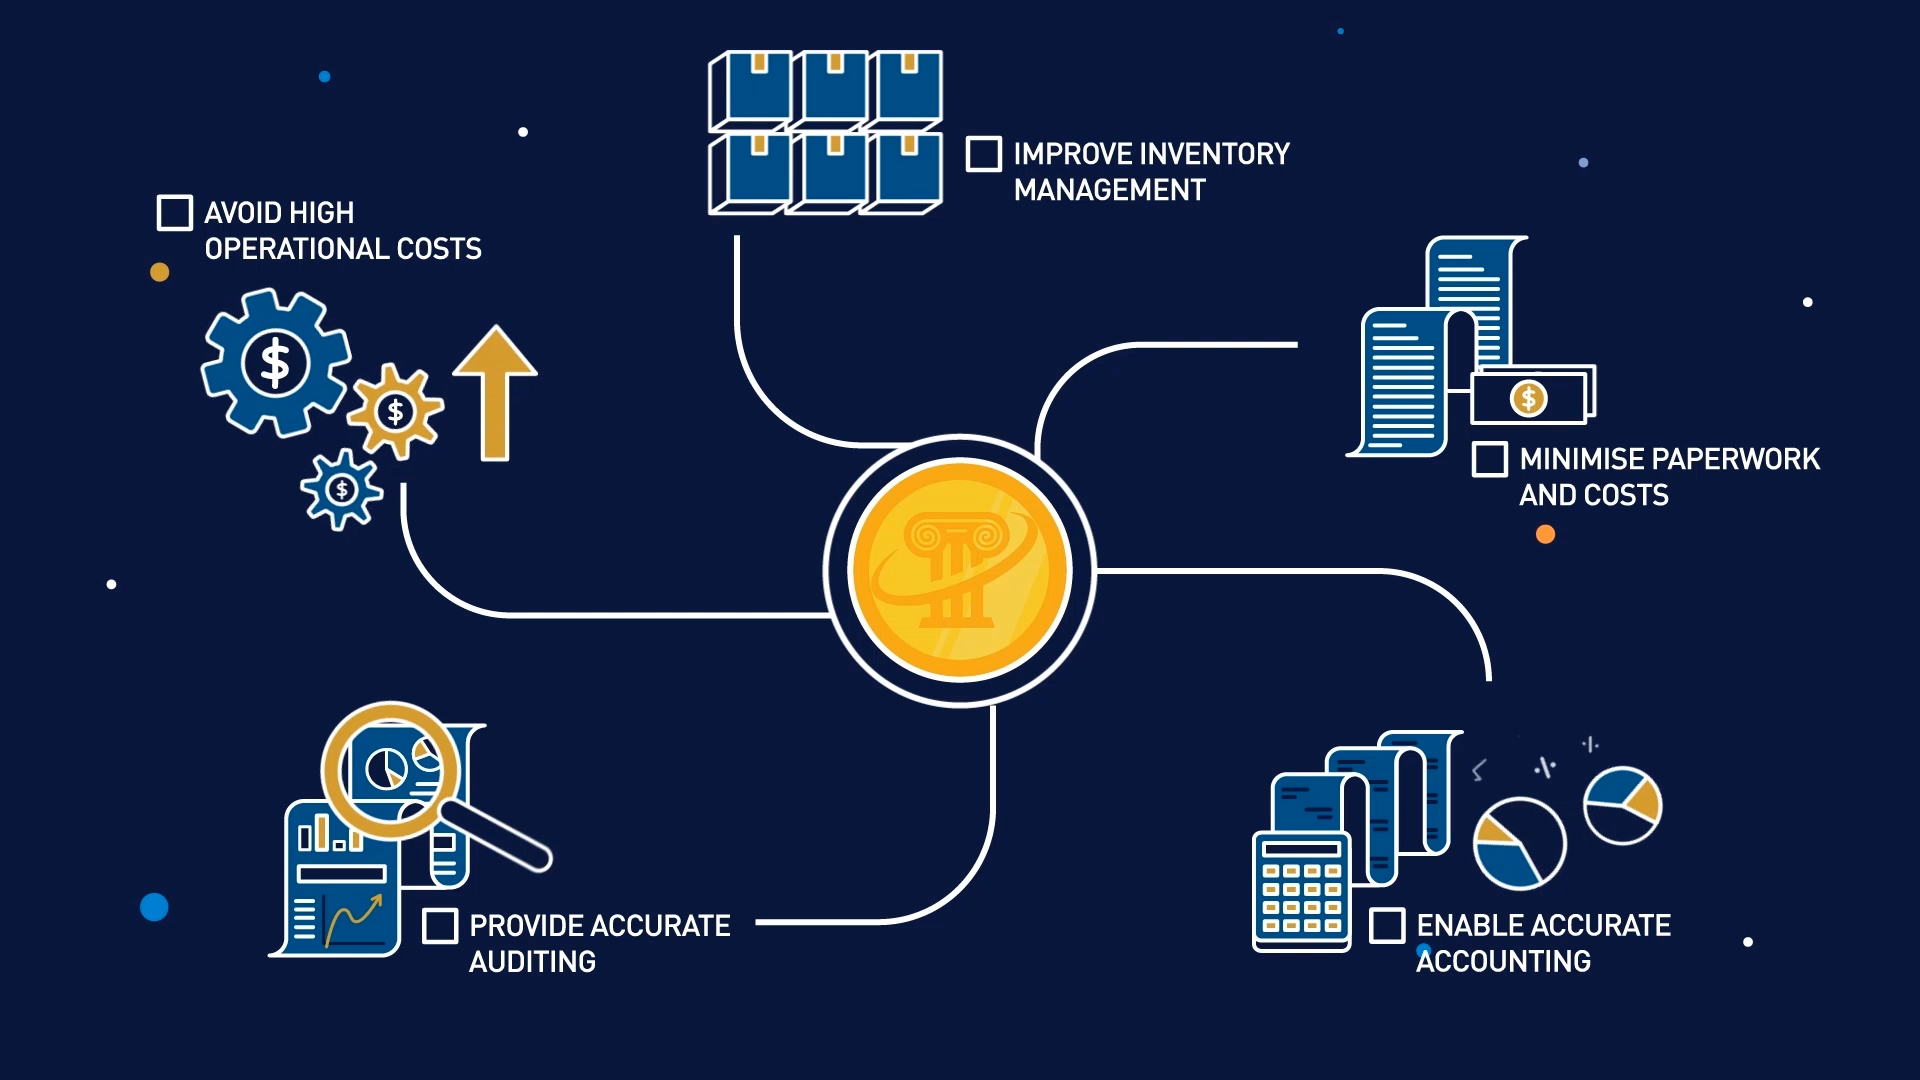 IMPROVE INVENTORY
MANAGEMENT
AVOID HIGH
OPERATIONAL COSTS
$
$
$
$
MINIMISE PAPERWORK
AND COSTS
PROVIDE ACCURATE
AUDITING
ENABLE ACCURATE
ACCOUNTING